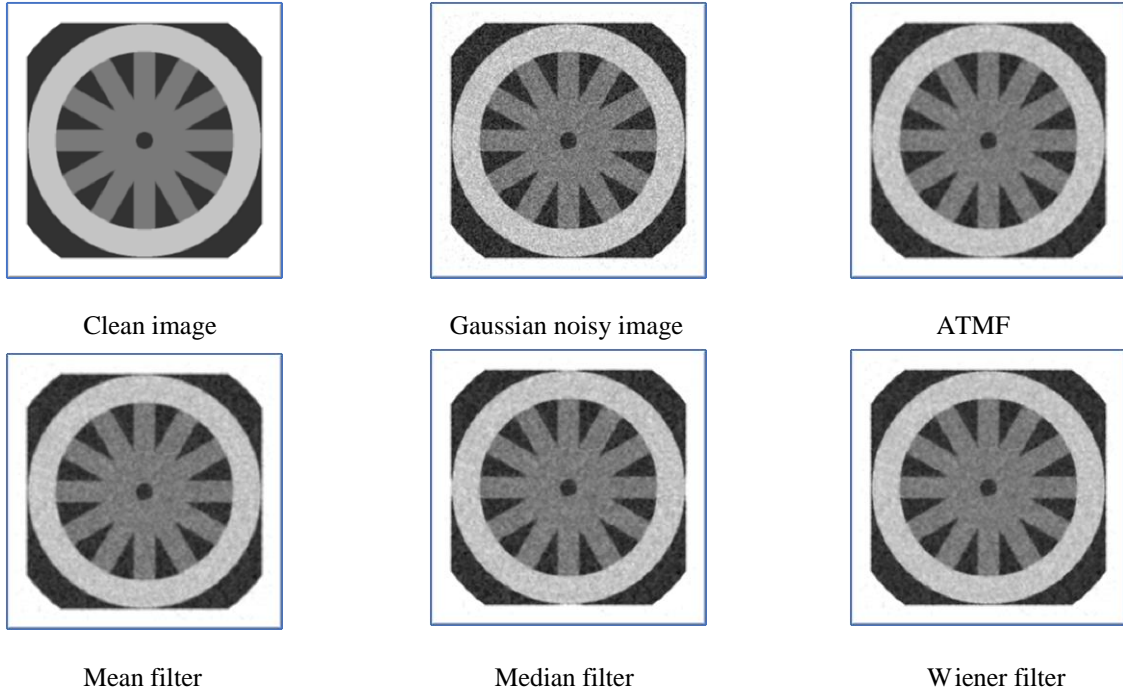 Clean image
Gaussian noisy image
ATMF
Mean filter
Median filter
Wiener filter